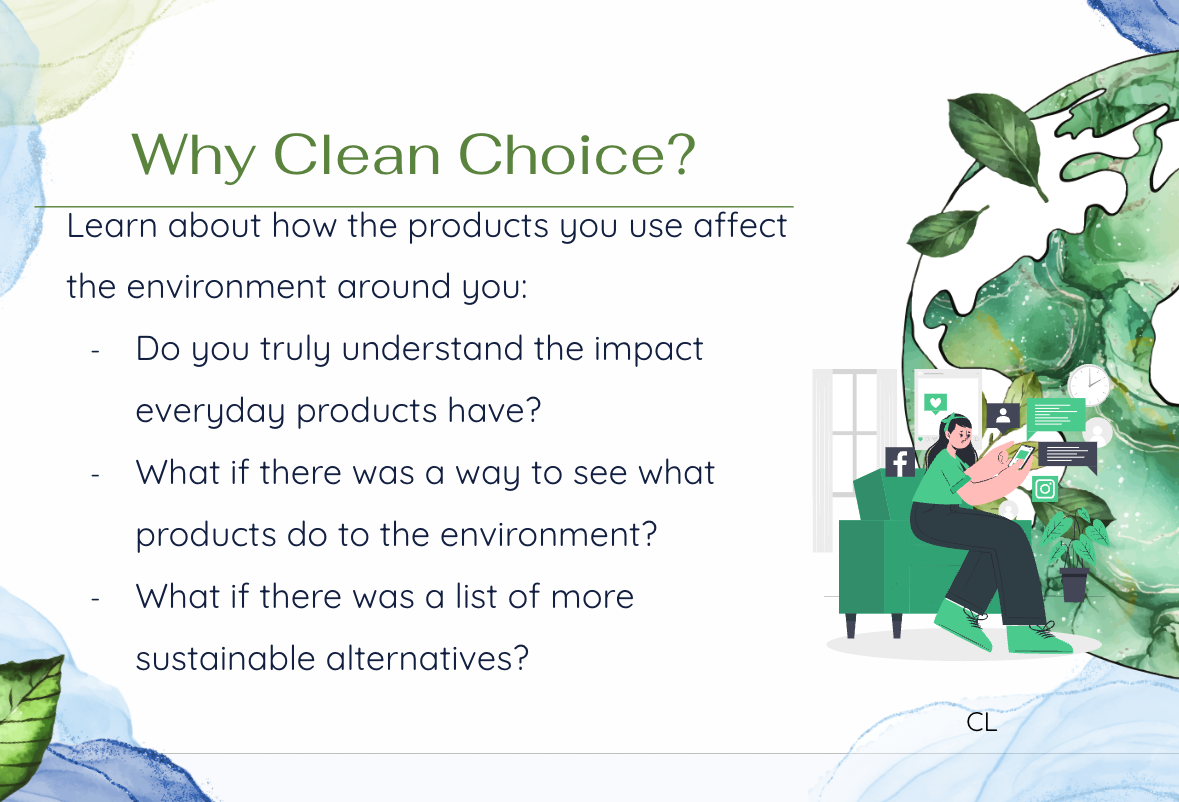 Why Clean Choice?
Learn about how the products you use affect
the environment around you:
- Do you truly understand the impact
everyday products have?
- What if there was a way to see what
products do to the environment?
- What if there was a list of more
sustainable alternatives?
CL